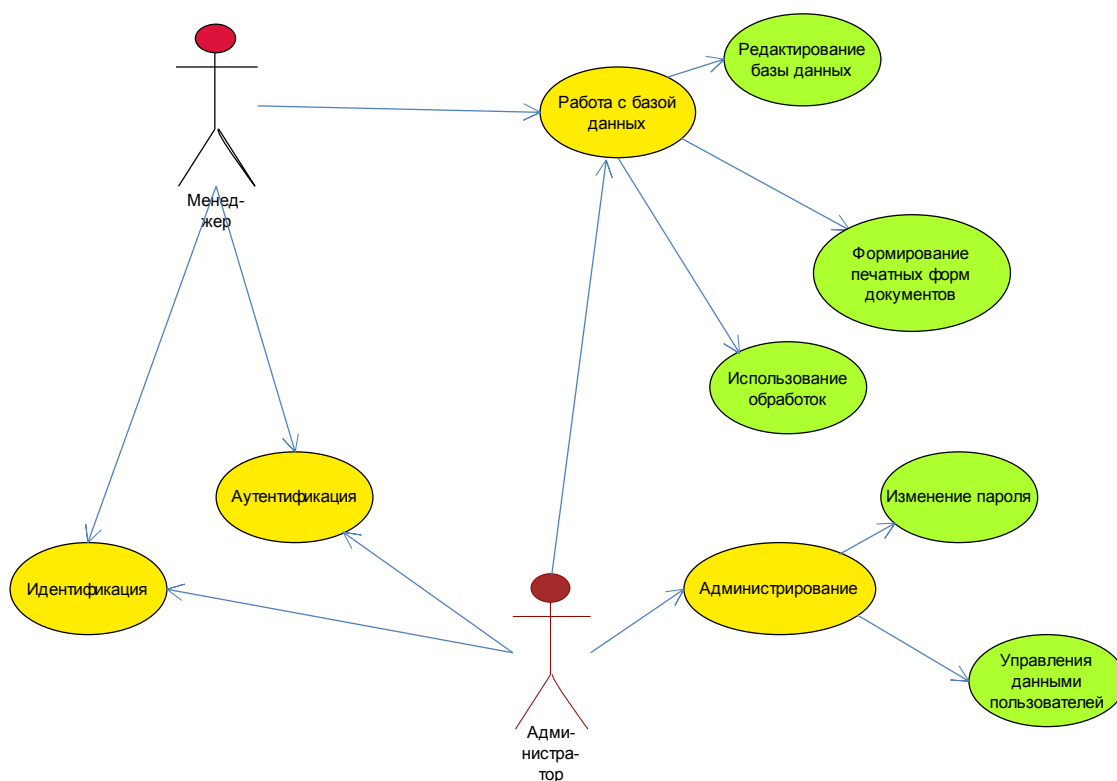 Редактирование
базы данных
Работа с базой
данных
Менед-
жер
Формирование
печатных форм
документов
Использование
обработок
Аутентификация
Изменение пароля
Идентификация
Администрирование
Управления
данными
пользователей
Адми-
нистра-
тор